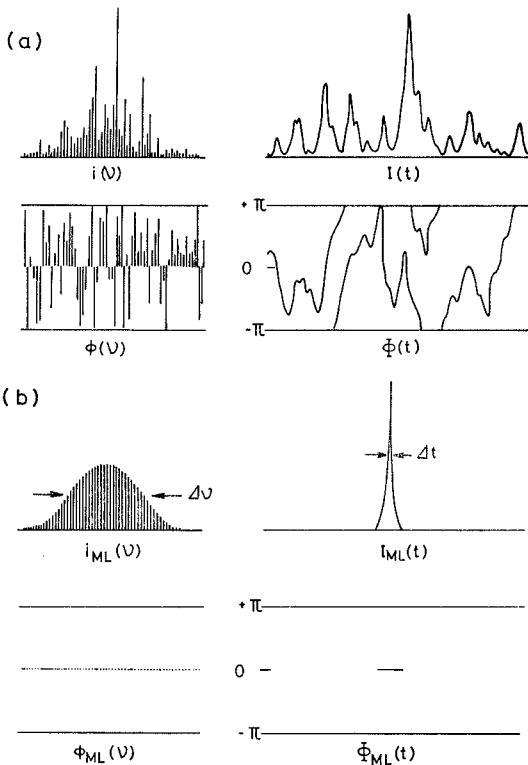 (a)
i(ν)
I(t)
+π
0
-π
ϕ(ν)
Φ(t)
(b)
Δν
Δt
i_ML(ν)
I_ML(t)
+π
0
-π
ϕ_ML(ν)
Φ_ML(t)